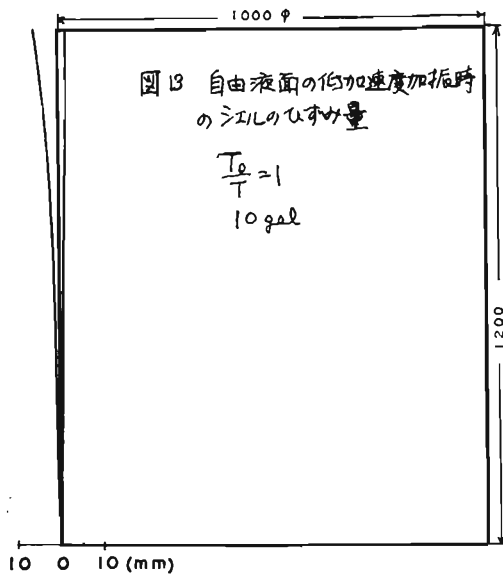 1000 φ
図13 自由液面の低加速度加振時
のシェルのひずみ量
T₀/T = 1
10 gal
1200
10 0 10 (mm)